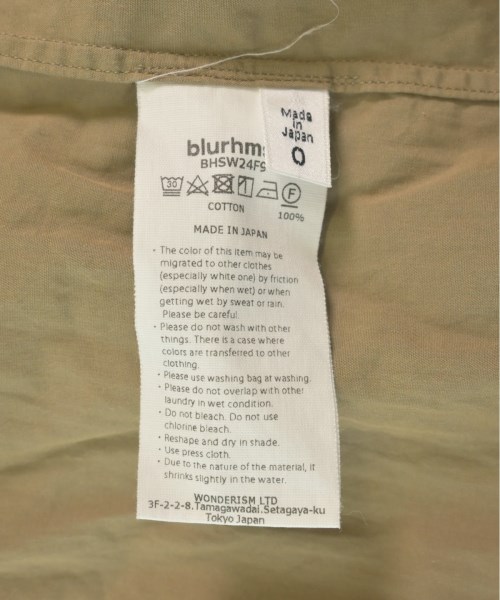 Made
in
Japan
0
blurhm
BHSW24F
30
F
COTTON 100%
MADE IN JAPAN
・The color of this item may be
migrated to other clothes
(especially white one) by friction
(especially when wet) or when
getting wet by sweat or rain.
Please be careful.
・Please do not wash with other
things. There is a case where
colors are transferred to other
clothing.
・Please use washing bag at washing.
・Please do not overlap with other
laundry in wet condition.
・Do not bleach. Do not use
chlorine bleach.
・Reshape and dry in shade.
・Use press cloth.
・Due to the nature of the material, it
shrinks slightly in the water.
WONDERISM LTD
3F-2-2-8.Tamagawadai.Setagaya-ku
Tokyo Japan